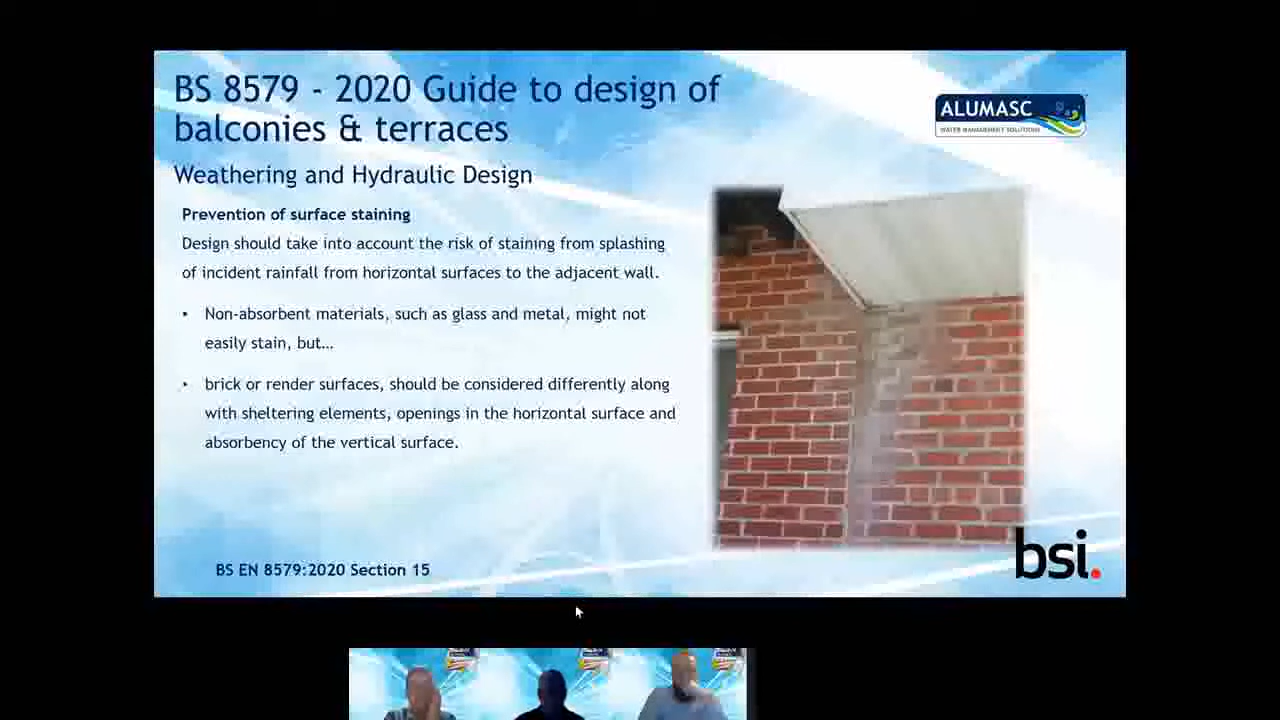 BS 8579 - 2020 Guide to design of
balconies & terraces
ALUMASC
WATER MANAGEMENT SOLUTIONS
Weathering and Hydraulic Design
Prevention of surface staining
Design should take into account the risk of staining from splashing
of incident rainfall from horizontal surfaces to the adjacent wall.
• Non-absorbent materials, such as glass and metal, might not
easily stain, but…
• brick or render surfaces, should be considered differently along
with sheltering elements, openings in the horizontal surface and
absorbency of the vertical surface.
bsi.
BS EN 8579:2020 Section 15